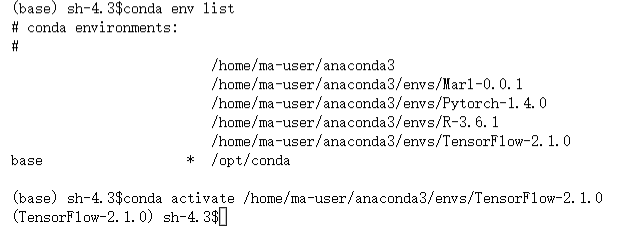 (base) sh-4.3$conda env list
# conda environments:
#
/home/ma-user/anaconda3
/home/ma-user/anaconda3/envs/Marl-0.0.1
/home/ma-user/anaconda3/envs/Pytorch-1.4.0
/home/ma-user/anaconda3/envs/R-3.6.1
/home/ma-user/anaconda3/envs/TensorFlow-2.1.0
base * /opt/conda
(base) sh-4.3$conda activate /home/ma-user/anaconda3/envs/TensorFlow-2.1.0
(TensorFlow-2.1.0) sh-4.3$